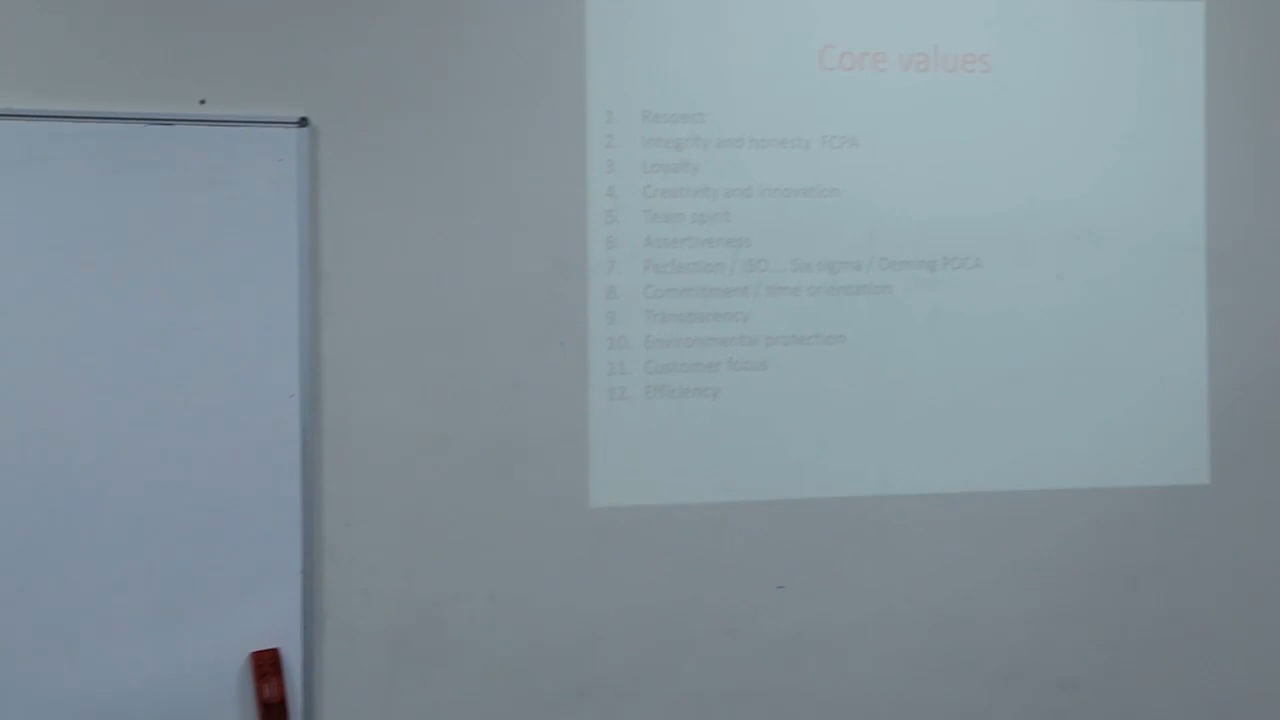 Core values
1. Respect
2. Integrity and honesty FCPA
3. Loyalty
4. Creativity and innovation
5. Team spirit
6. Assertiveness
7. Perfection / ISO... Six sigma / Deming PDCA
8. Commitment / time orientation
9. Transparency
10. Environmental protection
11. Customer focus
12. Efficiency